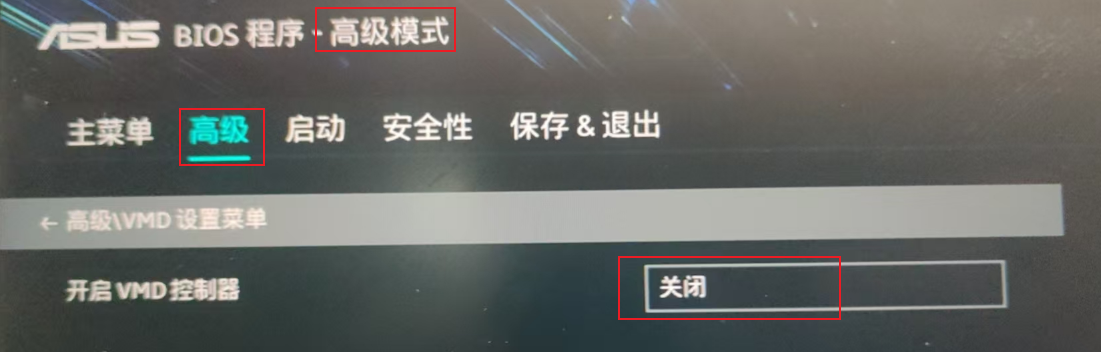 ASUS BIOS 程序 - 高级模式
主菜单 高级 启动 安全性 保存 & 退出
← 高级\VMD 设置菜单
开启 VMD 控制器 关闭